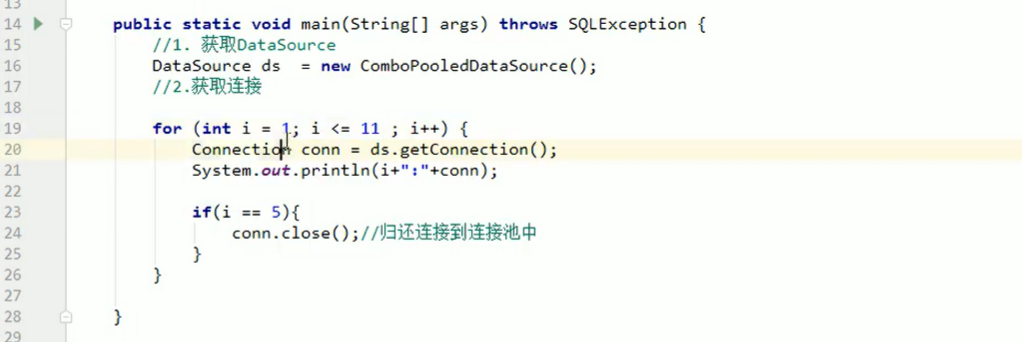 13
14 public static void main(String[] args) throws SQLException {
15 //1. 获取DataSource
16 DataSource ds  = new ComboPooledDataSource();
17 //2.获取连接
18
19 for (int i = 1; i <= 11 ; i++) {
20 Connection conn = ds.getConnection();
21 System.out.println(i+":"+conn);
22
23 if(i == 5){
24 conn.close();//归还连接到连接池中
25 }
26 }
27
28 }
29